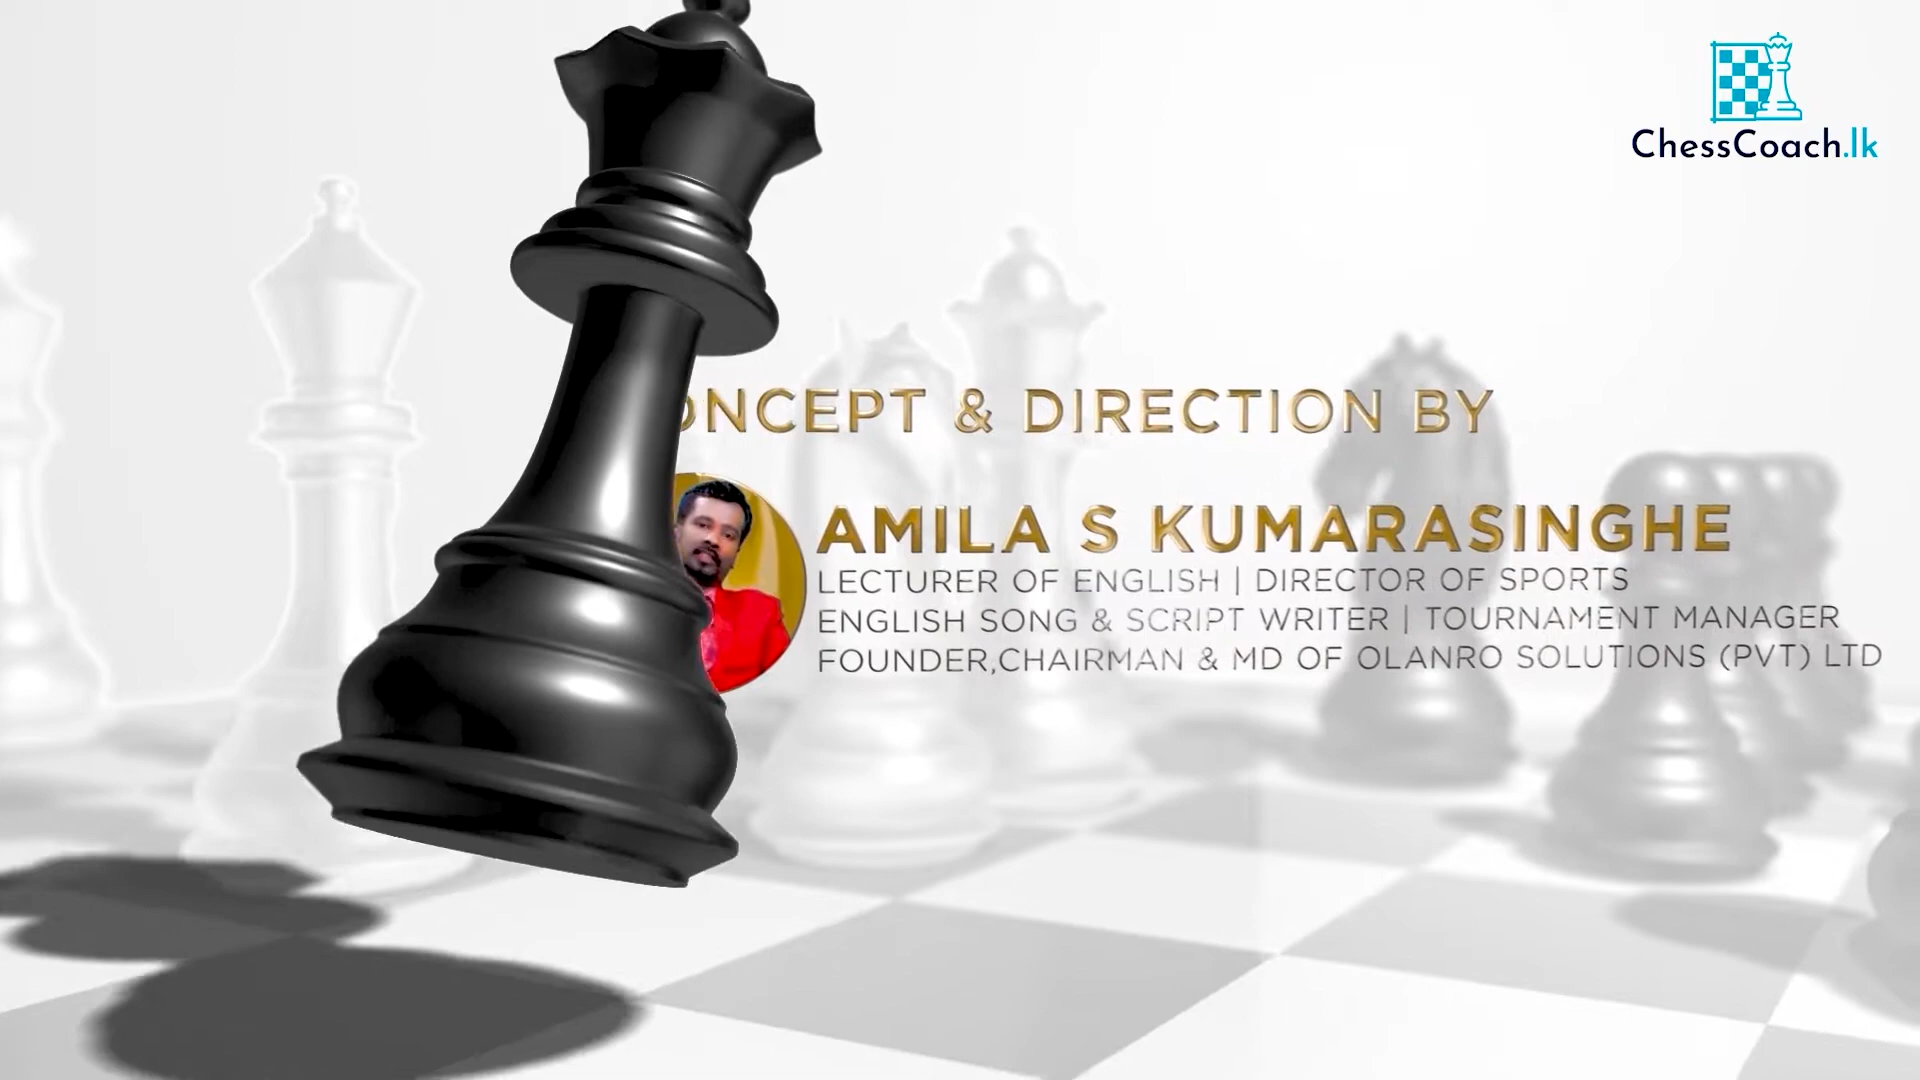 ChessCoach.lk
ONCEPT & DIRECTION BY
AMILA S KUMARASINGHE
LECTURER OF ENGLISH | DIRECTOR OF SPORTS
ENGLISH SONG & SCRIPT WRITER | TOURNAMENT MANAGER
FOUNDER,CHAIRMAN & MD OF OLANRO SOLUTIONS (PVT) LTD